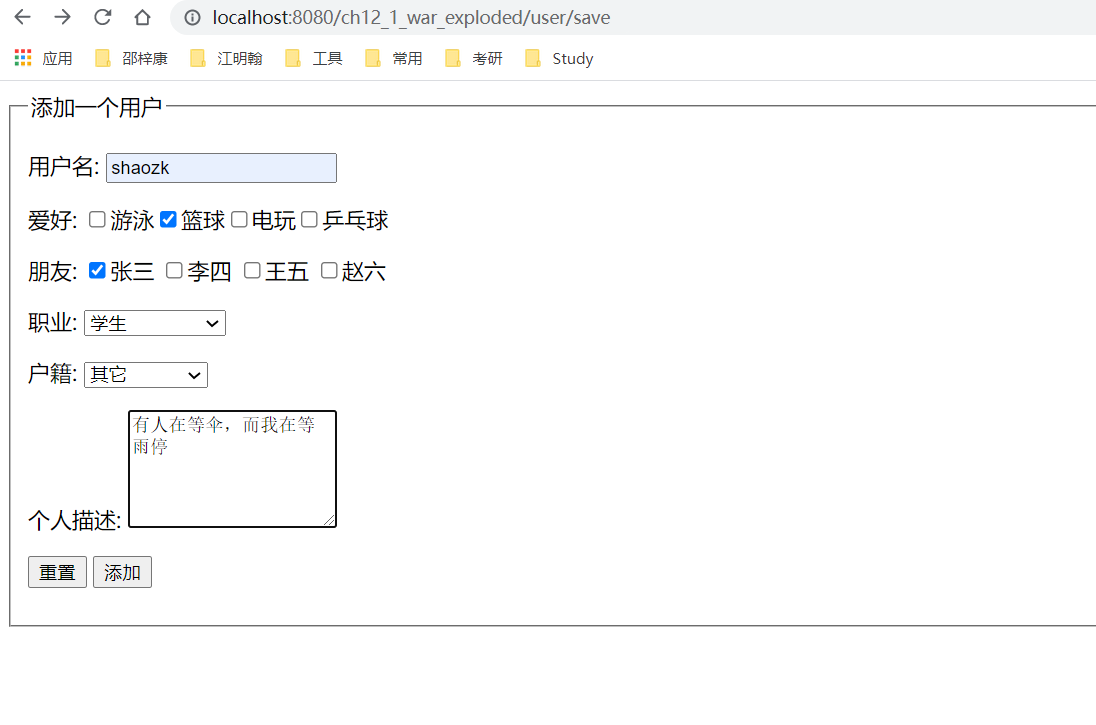 localhost:8080/ch12_1_war_exploded/user/save
应用 邵梓康 江明翰 工具 常用 考研 Study
添加一个用户
用户名: shaozk
爱好: 游泳 篮球 电玩 乒乓球
朋友: 张三 李四 王五 赵六
职业: 学生
户籍: 其它
有人在等伞，而我在等
雨停
个人描述:
重置 添加